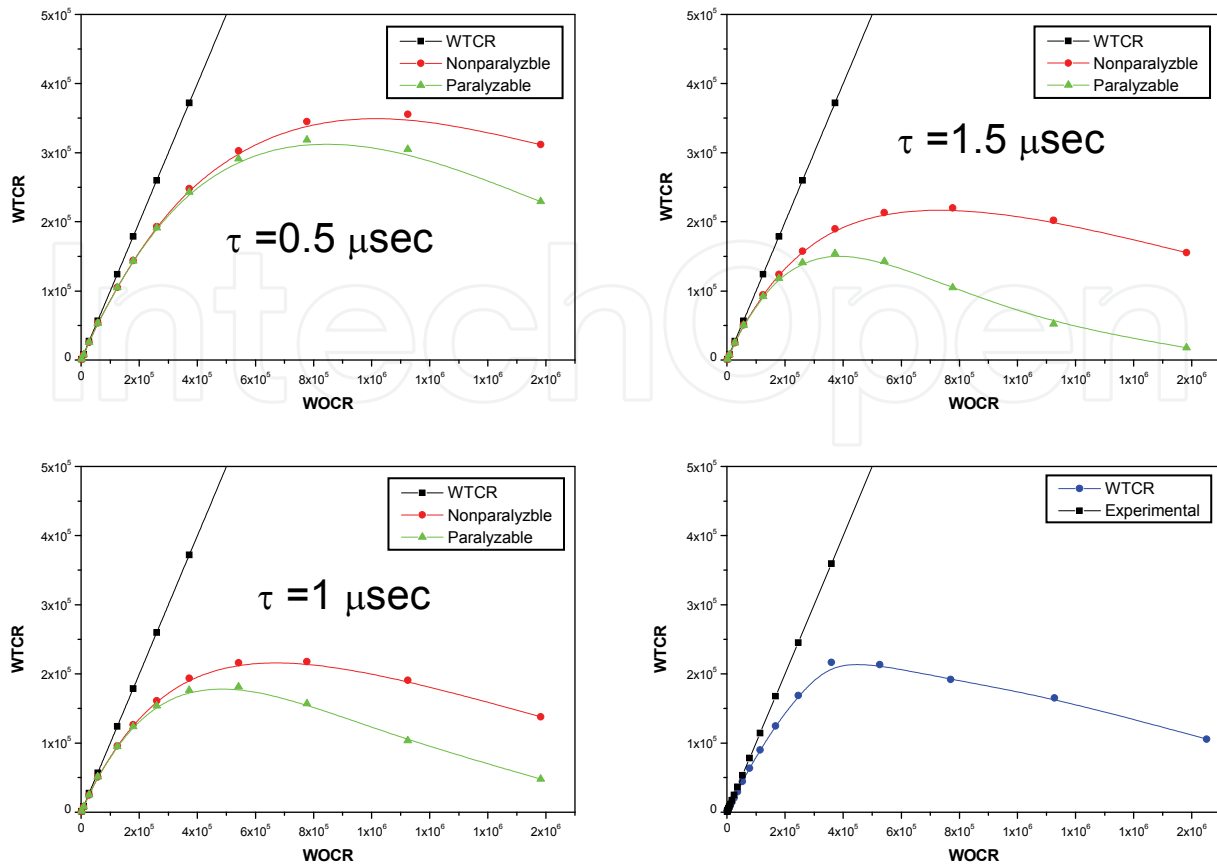 5x10⁵
4x10⁵
3x10⁵
2x10⁵
1x10⁵
0
WTCR
WTCR
Nonparalyzble
Paralyzable
τ =0.5 μsec
0
2x10⁵
4x10⁵
6x10⁵
8x10⁵
1x10⁶
1x10⁶
2x10⁶
WOCR
5x10⁵
4x10⁵
3x10⁵
2x10⁵
1x10⁵
0
WTCR
WTCR
Nonparalyzble
Paralyzable
τ =1.5 μsec
0
2x10⁵
4x10⁵
6x10⁵
8x10⁵
1x10⁶
1x10⁶
2x10⁶
WOCR
IntechOpen
5x10⁵
4x10⁵
3x10⁵
2x10⁵
1x10⁵
0
WTCR
WTCR
Nonparalyzble
Paralyzable
τ =1 μsec
0
2x10⁵
4x10⁵
6x10⁵
8x10⁵
1x10⁶
1x10⁶
2x10⁶
WOCR
5x10⁵
4x10⁵
3x10⁵
2x10⁵
1x10⁵
0
WTCR
WTCR
Experimental
0
2x10⁵
4x10⁵
6x10⁵
8x10⁵
1x10⁶
1x10⁶
2x10⁶
WOCR